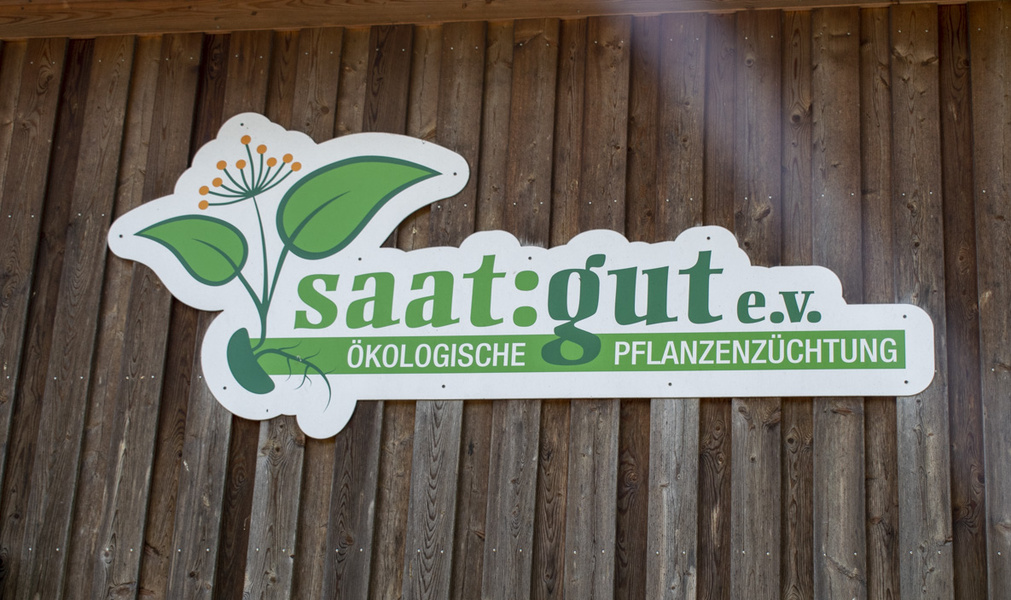 saat:gut e.v.
ÖKOLOGISCHE PFLANZENZÜCHTUNG